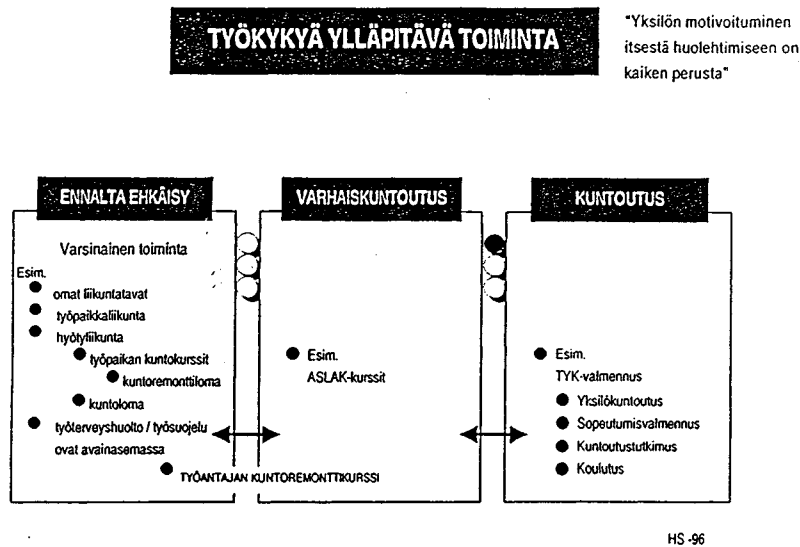 TYÖKYKYÄ YLLÄPITÄVÄ TOIMINTA
"Yksilön motivoituminen
itsestä huolehtimiseen on
kaiken perusta"
ENNALTA EHKÄISY
Varsinainen toiminta
Esim.
omat liikuntatavat
työpaikkaliikunta
hyötyliikunta
työpaikan kuntokurssit
kuntoremonttiloma
kuntoloma
työterveyshuolto / työsuojelu
ovat avainasemassa
TYÖANTAJAN KUNTOREMONTTIKURSSI
VARHAISKUNTOUTUS
Esim.
ASLAK-kurssit
KUNTOUTUS
Esim.
TYK-valmennus
Yksilökuntoutus
Sopeutumisvalmennus
Kuntoutustutkimus
Koulutus
HS -96